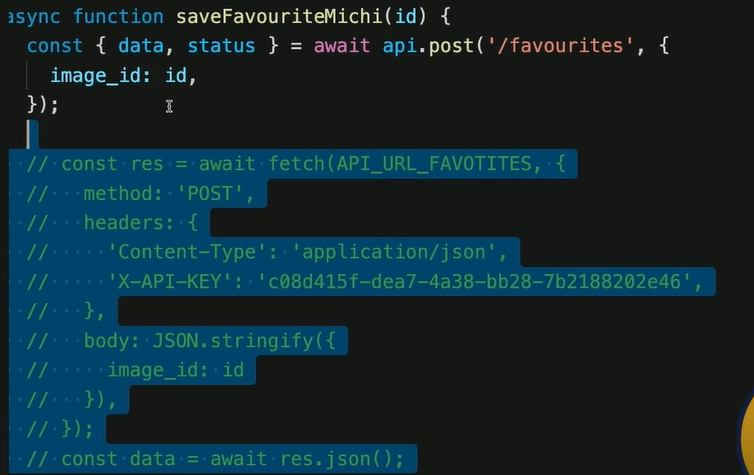 async function saveFavouriteMichi(id) {
const { data, status } = await api.post('/favourites', {
image_id: id,
});
// const res = await fetch(API_URL_FAVOTITES, {
// method: 'POST',
// headers: {
// 'Content-Type': 'application/json',
// 'X-API-KEY': 'c08d415f-dea7-4a38-bb28-7b2188202e46',
// },
// body: JSON.stringify({
// image_id: id
// }),
// });
// const data = await res.json();